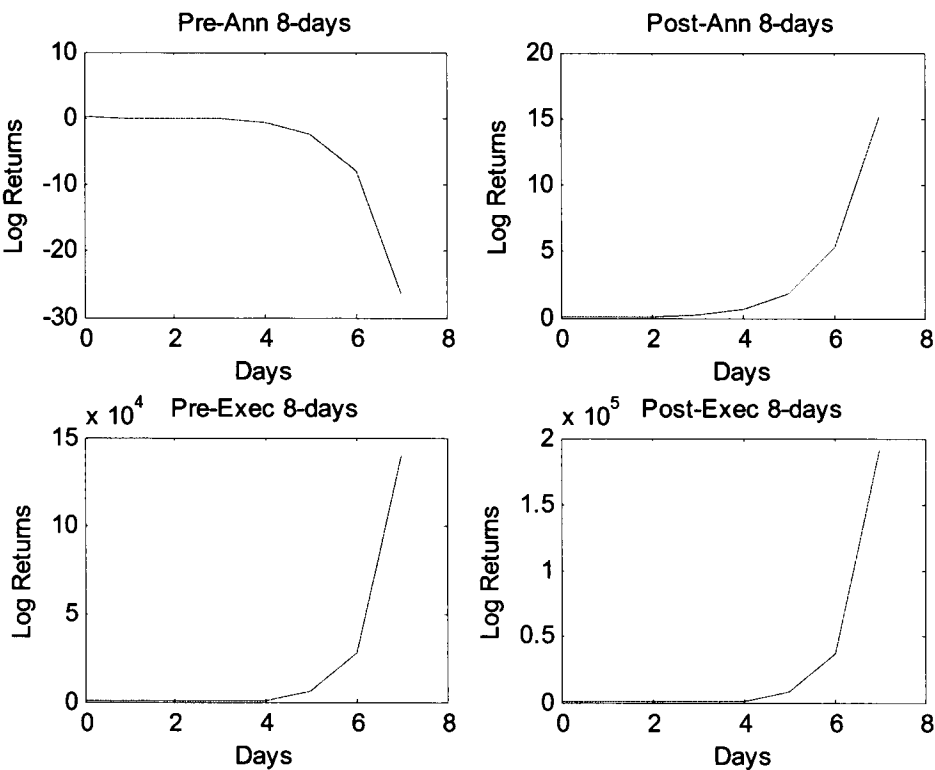 Pre-Ann 8-days
10
0
-10
-20
-30
Log Returns
0 2 4 6 8
Days
Post-Ann 8-days
20
15
10
5
0
Log Returns
0 2 4 6 8
Days
x 10^4 Pre-Exec 8-days
15
10
5
0
Log Returns
0 2 4 6 8
Days
x 10^5 Post-Exec 8-days
2
1.5
1
0.5
0
Log Returns
0 2 4 6 8
Days